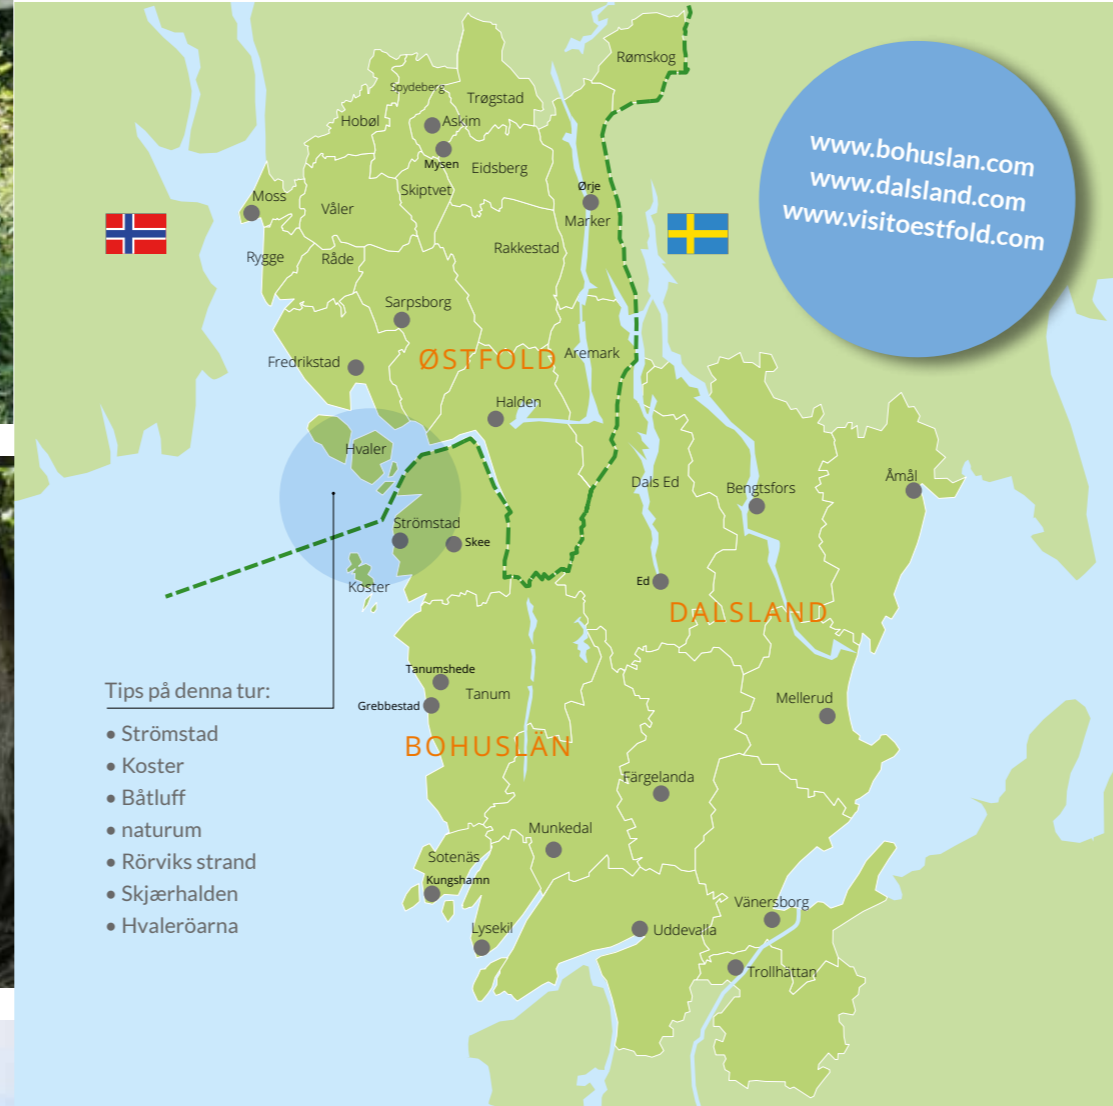 Rømskog
Spydeberg
Trøgstad
Hobøl
Askim
Mysen
Eidsberg
Skiptvet
Ørje
Marker
Moss
Våler
Rakkestad
Rygge
Råde
Sarpsborg
Fredrikstad
ØSTFOLD
Aremark
Halden
Hvaler
Dals Ed
Bengtsfors
Åmål
Strömstad
Skee
Koster
Ed
DALSLAND
Tanumshede
Tanum
Grebbestad
Mellerud
BOHUSLÄN
Färgelanda
Munkedal
Sotenäs
Kungshamn
Lysekil
Uddevalla
Vänersborg
Trollhättan
www.bohuslan.com
www.dalsland.com
www.visitoestfold.com
Tips på denna tur:
• Strömstad
• Koster
• Båtluff
• naturum
• Rörviks strand
• Skjærhalden
• Hvaleröarna